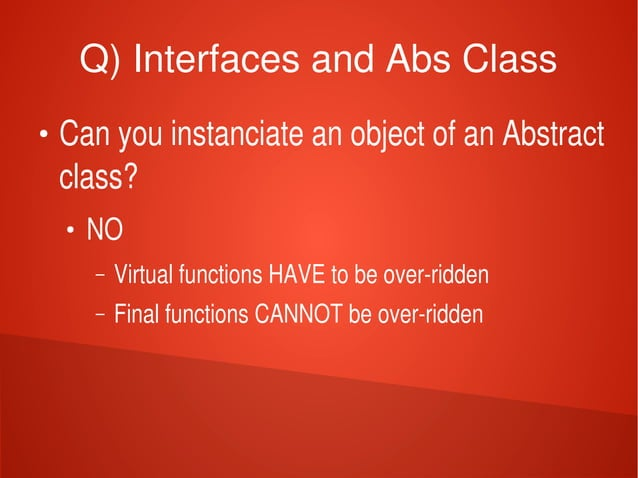 Q) Interfaces and Abs Class
• Can you instanciate an object of an Abstract
class?
• NO
– Virtual functions HAVE to be over-ridden
– Final functions CANNOT be over-ridden